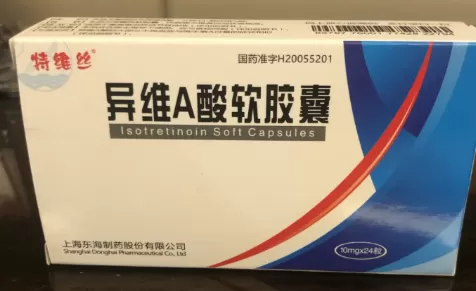 特维丝
国药准字H20055201
异维A酸软胶囊
Isotretinoin Soft Capsules
上海东海制药股份有限公司
Shanghai Donghai Pharmaceutical Co., Ltd
10mgx24粒